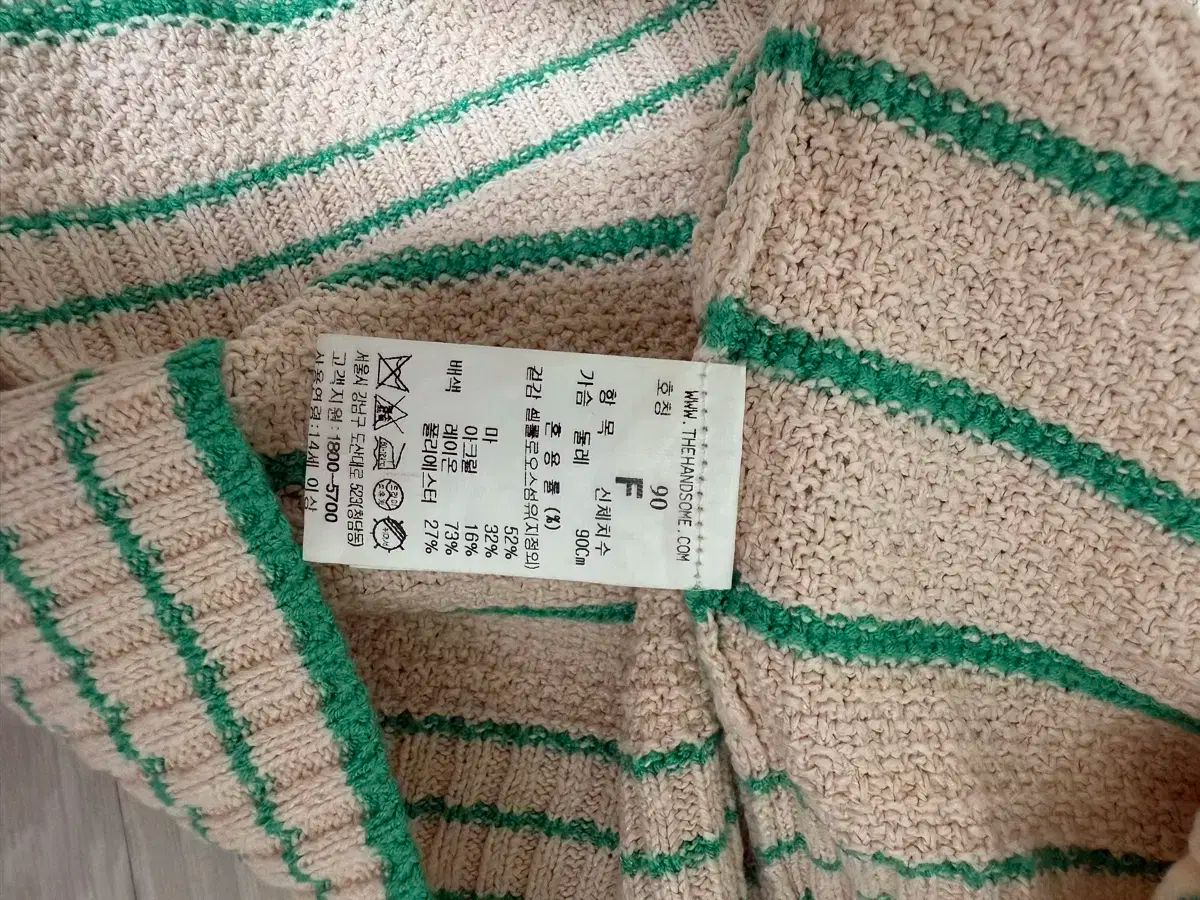 WWW.THEHANDSOME.COM
호칭 90
F
항 목 신체치수
가슴 둘레 90Cm
혼 용 률 (%)
겉감 셀룰로오스섬유(지정외)
52%
마 32%
아크릴 16%
배색 레이온 73%
폴리에스터 27%
서울시 강남구 도산대로 523(청담동)
고객지원 : 1800-5700
사용연령:14세 이상